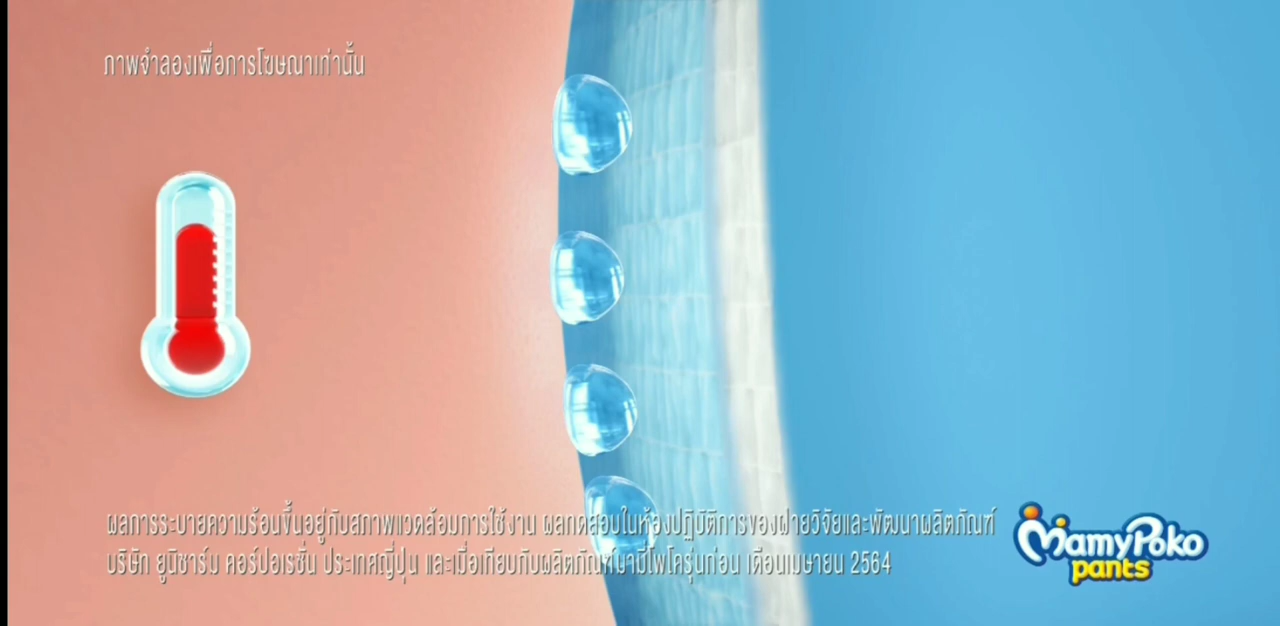 ภาพจำลองเพื่อการโฆษณาเท่านั้น
ผลการระบายความร้อนขึ้นอยู่กับสภาพแวดล้อมการใช้งาน ผลทดสอบในห้องปฏิบัติการของฝ่ายวิจัยและพัฒนาผลิตภัณฑ์
บริษัท ยูนิชาร์ม คอร์ปอเรชั่น ประเทศญี่ปุ่น และเมื่อเทียบกับผลิตภัณฑ์มามี่โพโครุ่นก่อน เดือนเมษายน 2564
MamyPoko
pants